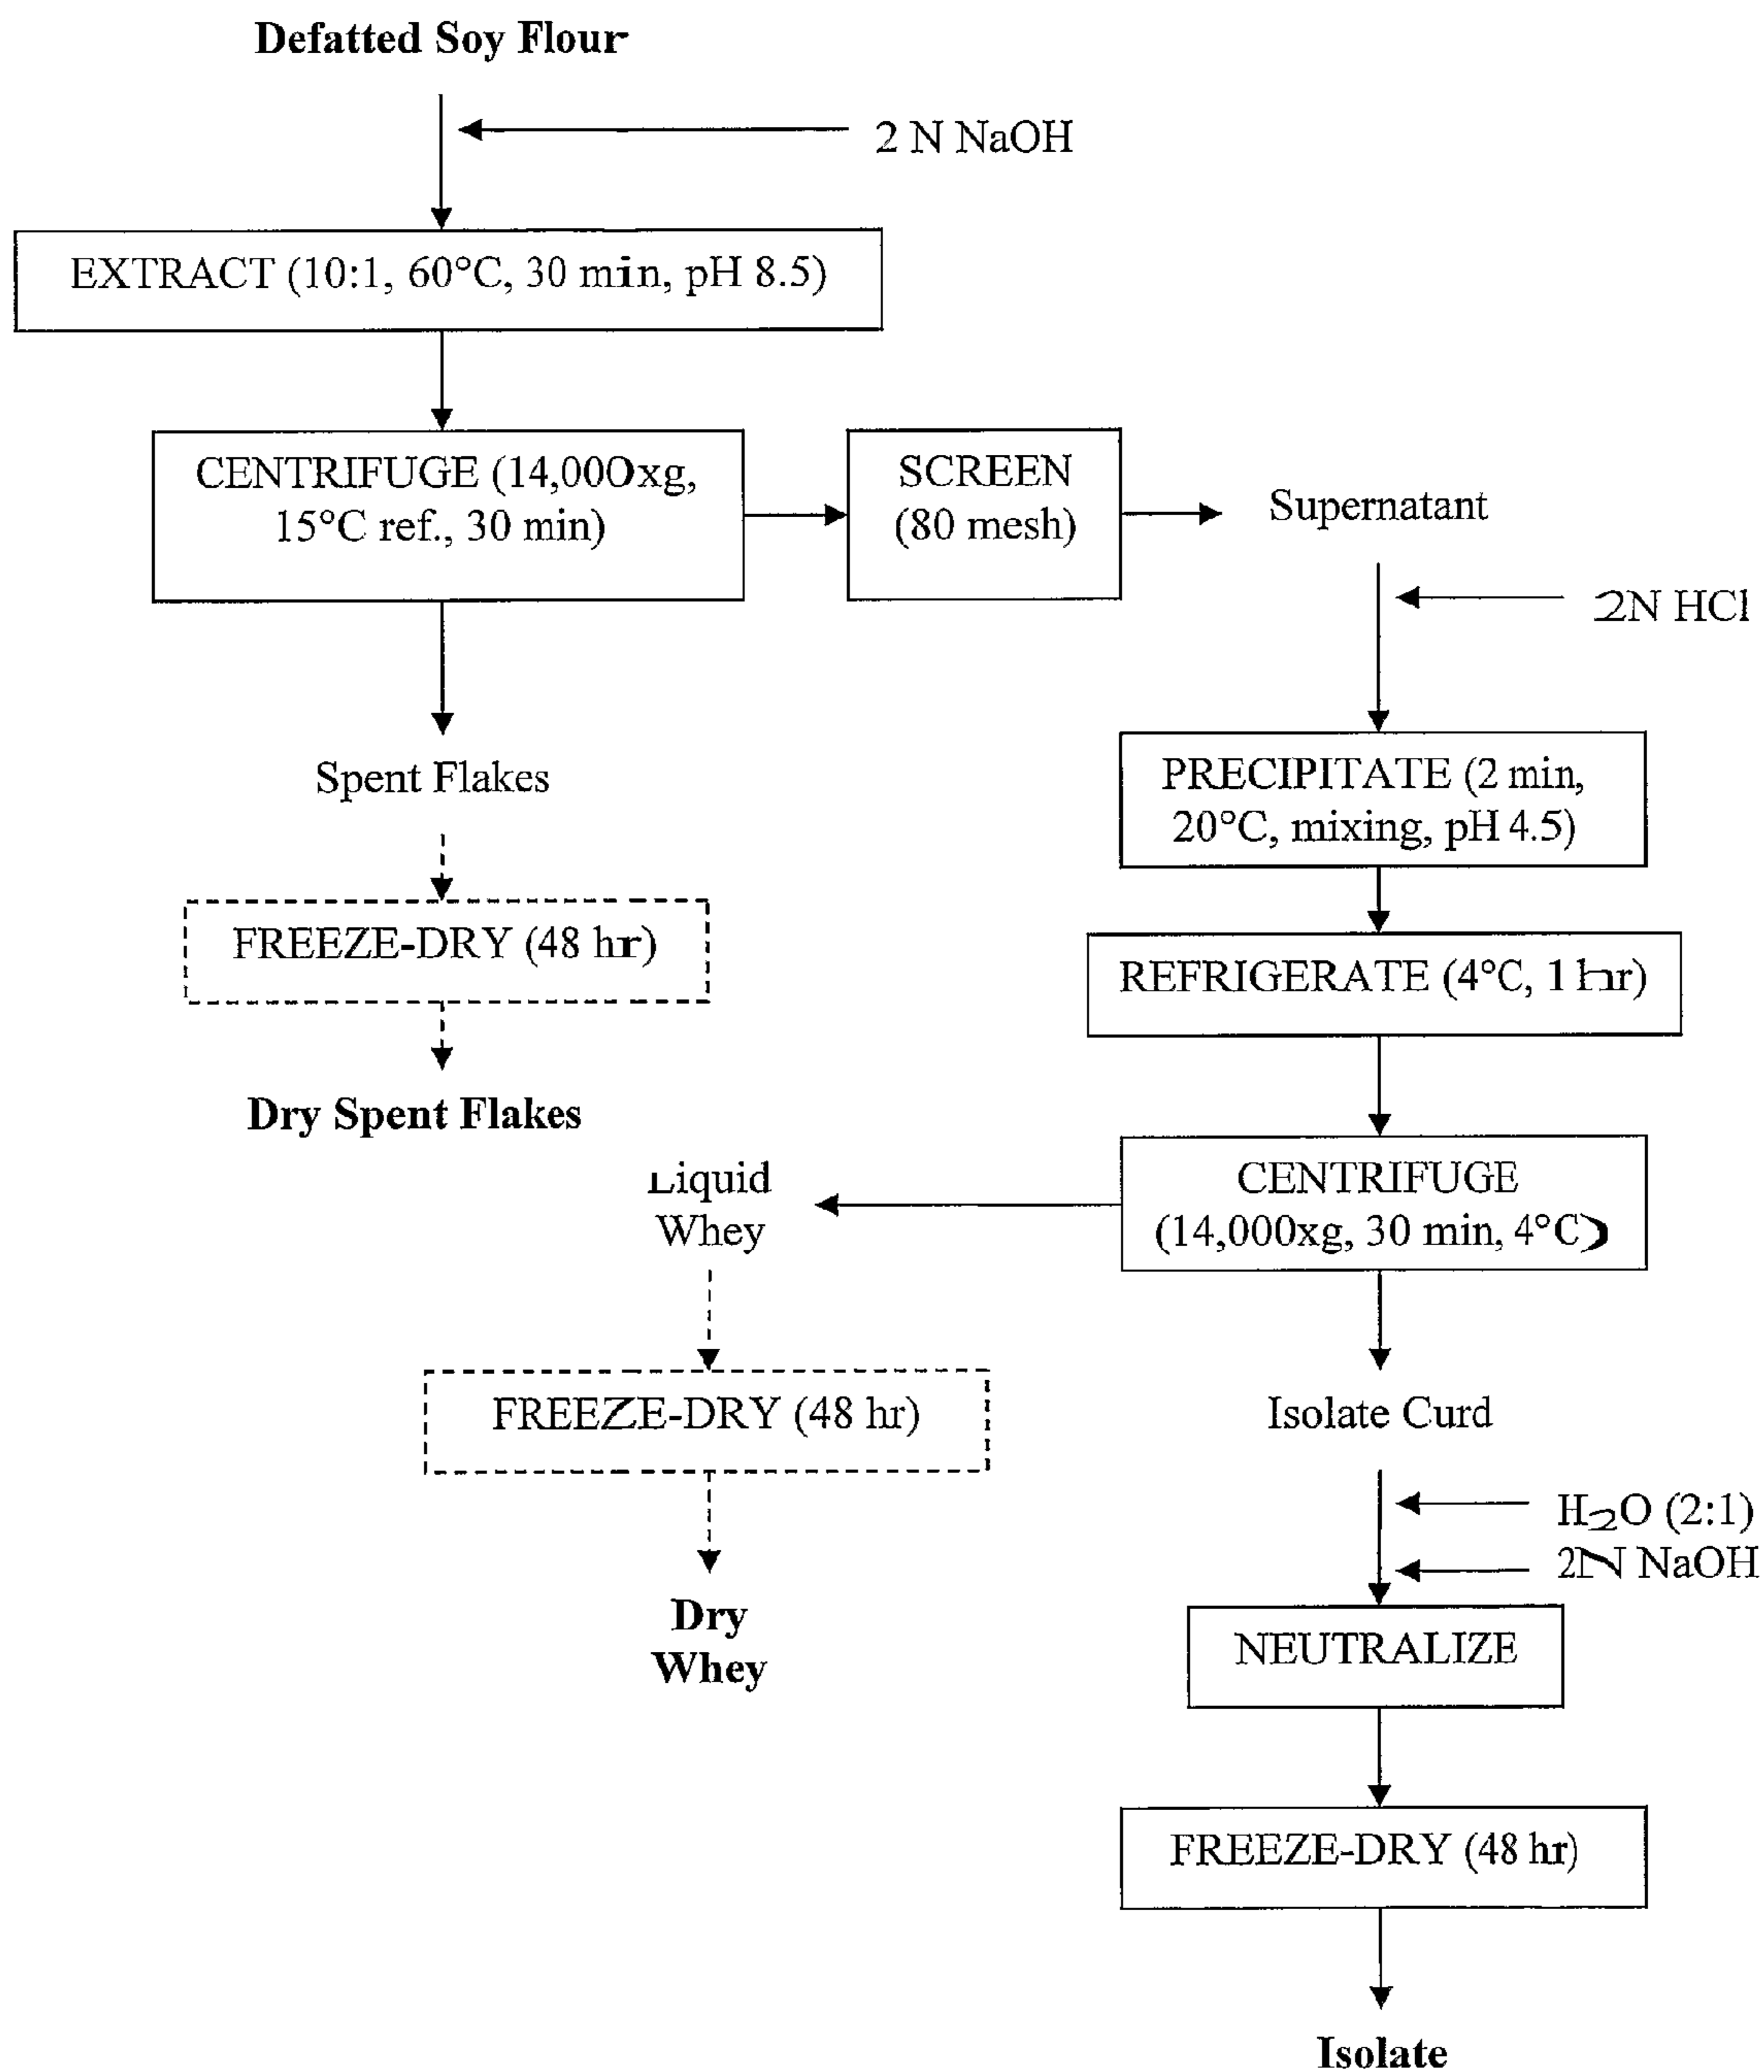 Defatted Soy Flour
2 N NaOH
EXTRACT (10:1, 60°C, 30 min, pH 8.5)
CENTRIFUGE (14,000xg,
15°C ref., 30 min)
SCREEN
(80 mesh)
Supernatant
2N HCl
Spent Flakes
PRECIPITATE (2 min,
20°C, mixing, pH 4.5)
FREEZE-DRY (48 hr)
REFRIGERATE (4°C, 1 hr)
Dry Spent Flakes
Liquid
Whey
CENTRIFUGE
(14,000xg, 30 min, 4°C)
FREEZE-DRY (48 hr)
Isolate Curd
H₂O (2:1)
2N NaOH
Dry
Whey
NEUTRALIZE
FREEZE-DRY (48 hr)
Isolate